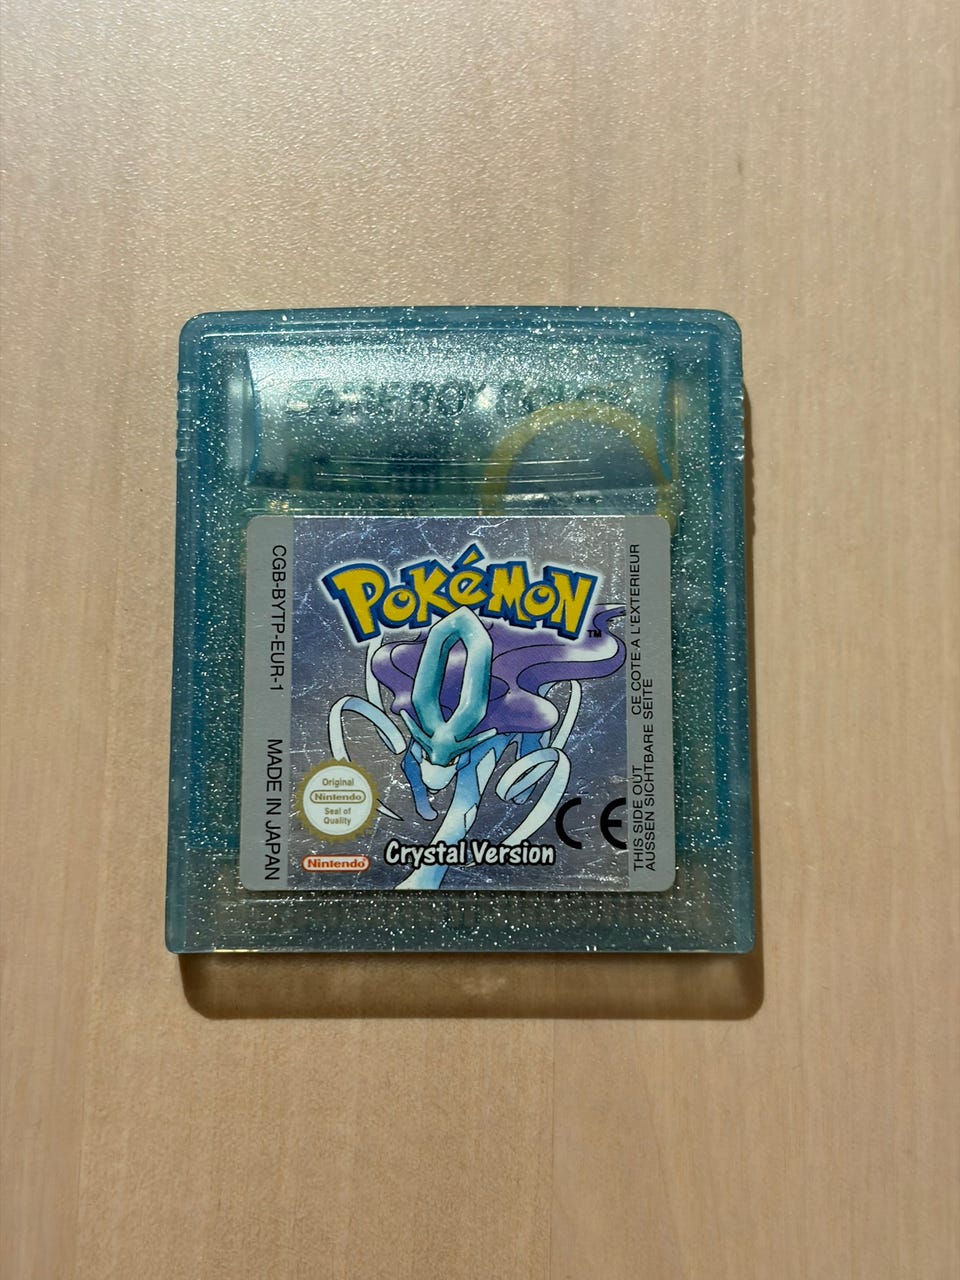 GAME BOY COLOR
POKéMON
TM
CGB-BYTP-EUR-1 MADE IN JAPAN
Original
Nintendo
Seal of
Quality
Nintendo
Crystal Version
CE
THIS SIDE OUT CE COTE A L'EXTERIEUR
AUSSEN SICHTBARE SEITE